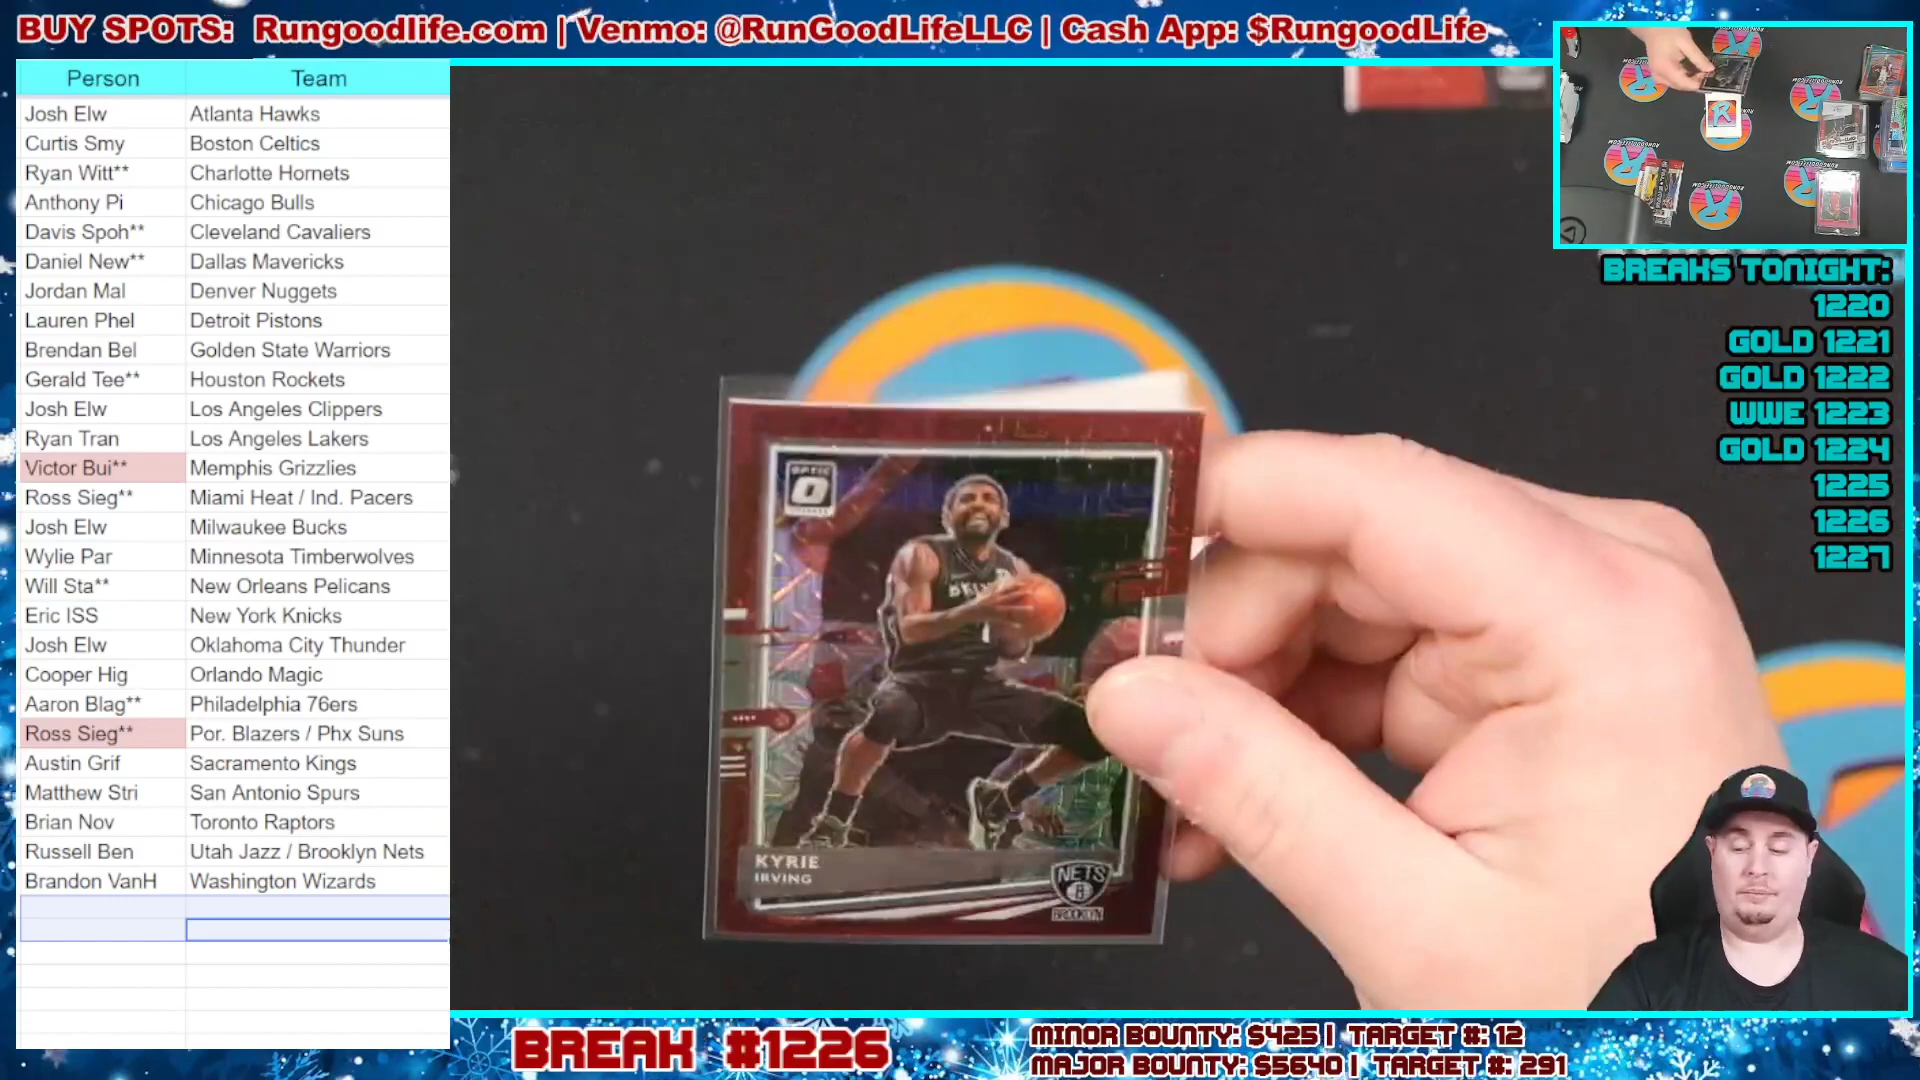 BUY SPOTS: Rungoodlife.com | Venmo: @RunGoodLifeLLC | Cash App: $RungoodLife
Person Team
Josh Elw Atlanta Hawks
Curtis Smy Boston Celtics
Ryan Witt** Charlotte Hornets
Anthony Pi Chicago Bulls
Davis Spoh** Cleveland Cavaliers
Daniel New** Dallas Mavericks
Jordan Mal Denver Nuggets
Lauren Phel Detroit Pistons
Brendan Bel Golden State Warriors
Gerald Tee** Houston Rockets
Josh Elw Los Angeles Clippers
Ryan Tran Los Angeles Lakers
Victor Bui** Memphis Grizzlies
Ross Sieg** Miami Heat / Ind. Pacers
Josh Elw Milwaukee Bucks
Wylie Par Minnesota Timberwolves
Will Sta** New Orleans Pelicans
Eric ISS New York Knicks
Josh Elw Oklahoma City Thunder
Cooper Hig Orlando Magic
Aaron Blag** Philadelphia 76ers
Ross Sieg** Por. Blazers / Phx Suns
Austin Grif Sacramento Kings
Matthew Stri San Antonio Spurs
Brian Nov Toronto Raptors
Russell Ben Utah Jazz / Brooklyn Nets
Brandon VanH Washington Wizards
KYRIE
IRVING
NETS
B
BROOKLYN
BREAKS TONIGHT:
1220
GOLD 1221
GOLD 1222
WWE 1223
GOLD 1224
1225
1226
1227
BREAK #1226
MINOR BOUNTY: $425 | TARGET #: 12
MAJOR BOUNTY: $5640 | TARGET #: 291